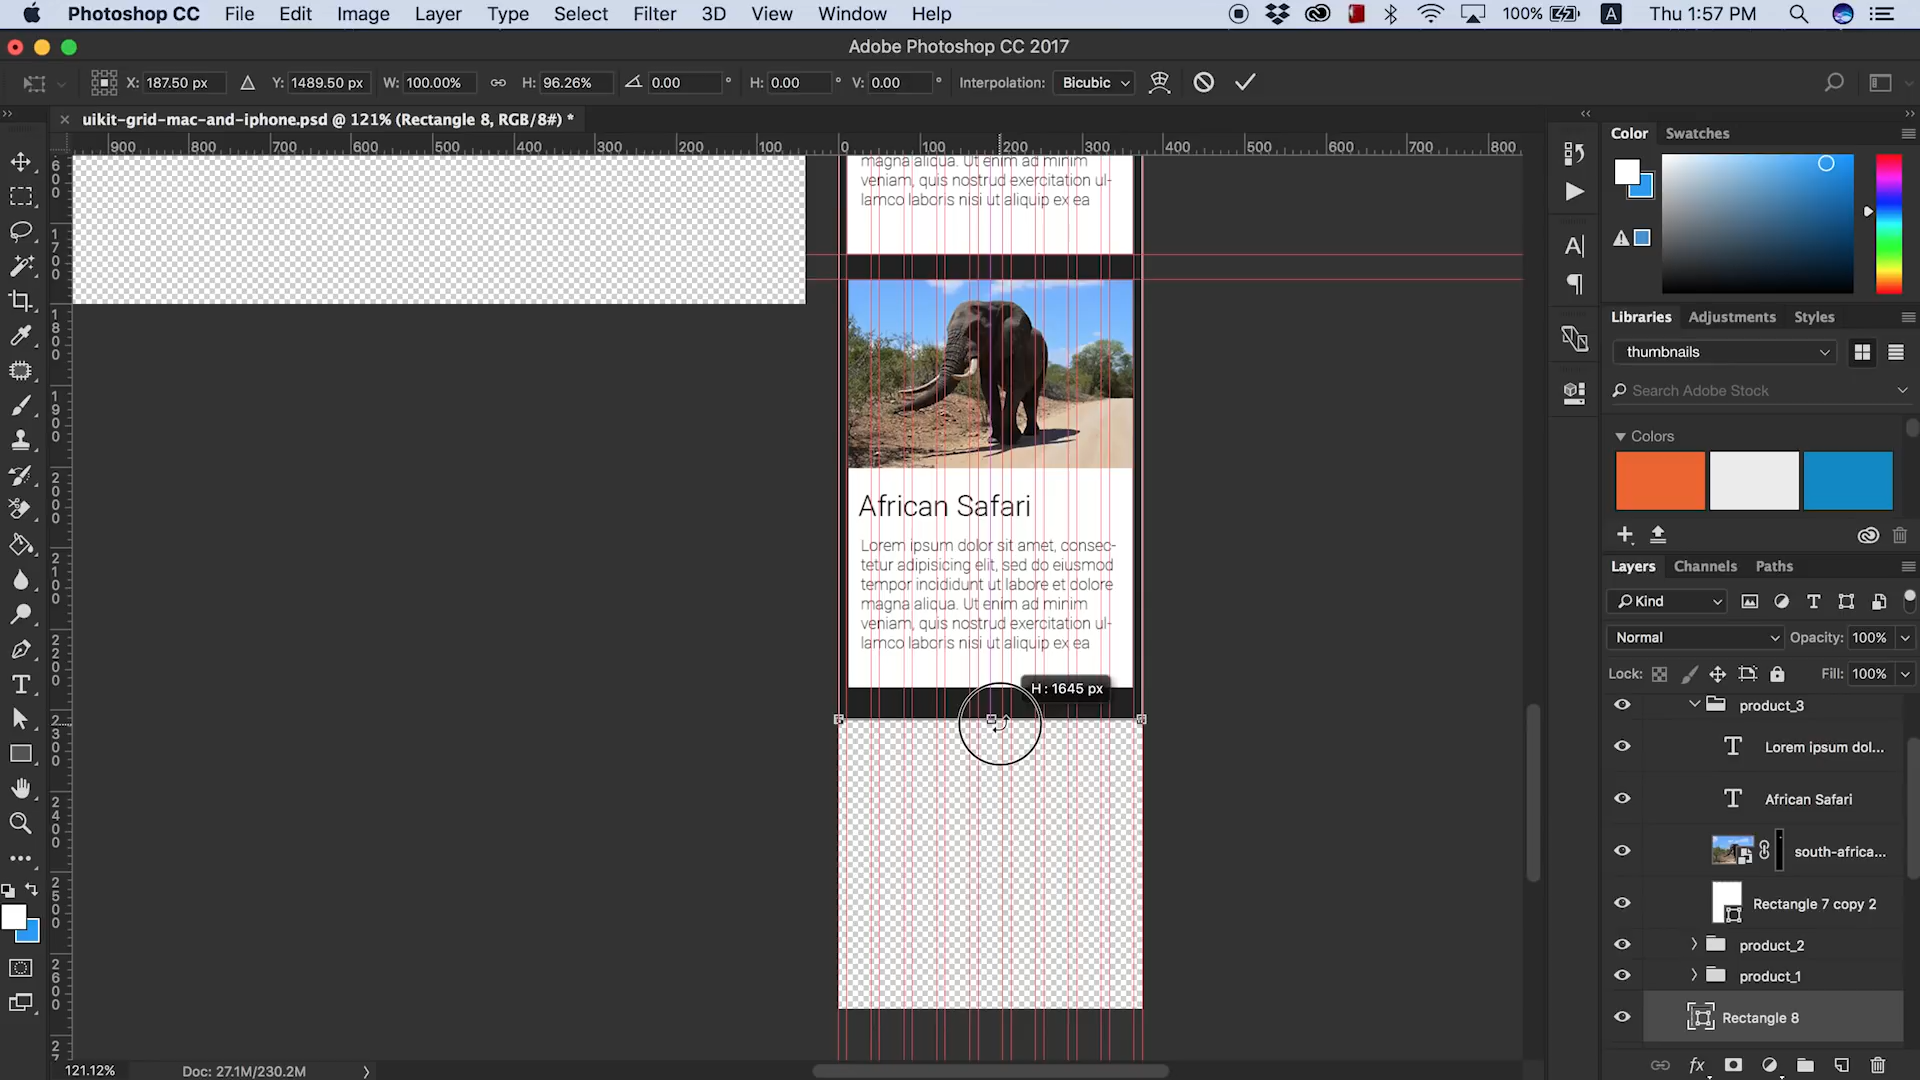 Photoshop CC File Edit Image Layer Type Select Filter 3D View Window Help 100% A Thu 1:57 PM
Adobe Photoshop CC 2017
X: 187.50 px Y: 1489.50 px W: 100.00% H: 96.26% 0.00 ° H: 0.00 ° V: 0.00 ° Interpolation: Bicubic
uikit-grid-mac-and-iphone.psd @ 121% (Rectangle 8, RGB/8#) *
900 800 700 600 500 400 300 200 100 0 100 200 300 400 500 600 700 800
magna aliqua. Ut enim ad minim
veniam, quis nostrud exercitation ul-
lamco laboris nisi ut aliquip ex ea
African Safari
Lorem ipsum dolor sit amet, consec-
tetur adipisicing elit, sed do eiusmod
tempor incididunt ut labore et dolore
magna aliqua. Ut enim ad minim
veniam, quis nostrud exercitation ul-
lamco laboris nisi ut aliquip ex ea
H: 1645 px
Color Swatches
Libraries Adjustments Styles
thumbnails
Search Adobe Stock
Colors
Layers Channels Paths
Kind
Normal Opacity: 100%
Lock: Fill: 100%
product_3
Lorem ipsum dol...
African Safari
south-africa...
Rectangle 7 copy 2
product_2
product_1
Rectangle 8
fx
121.12% Doc: 27.1M/230.2M